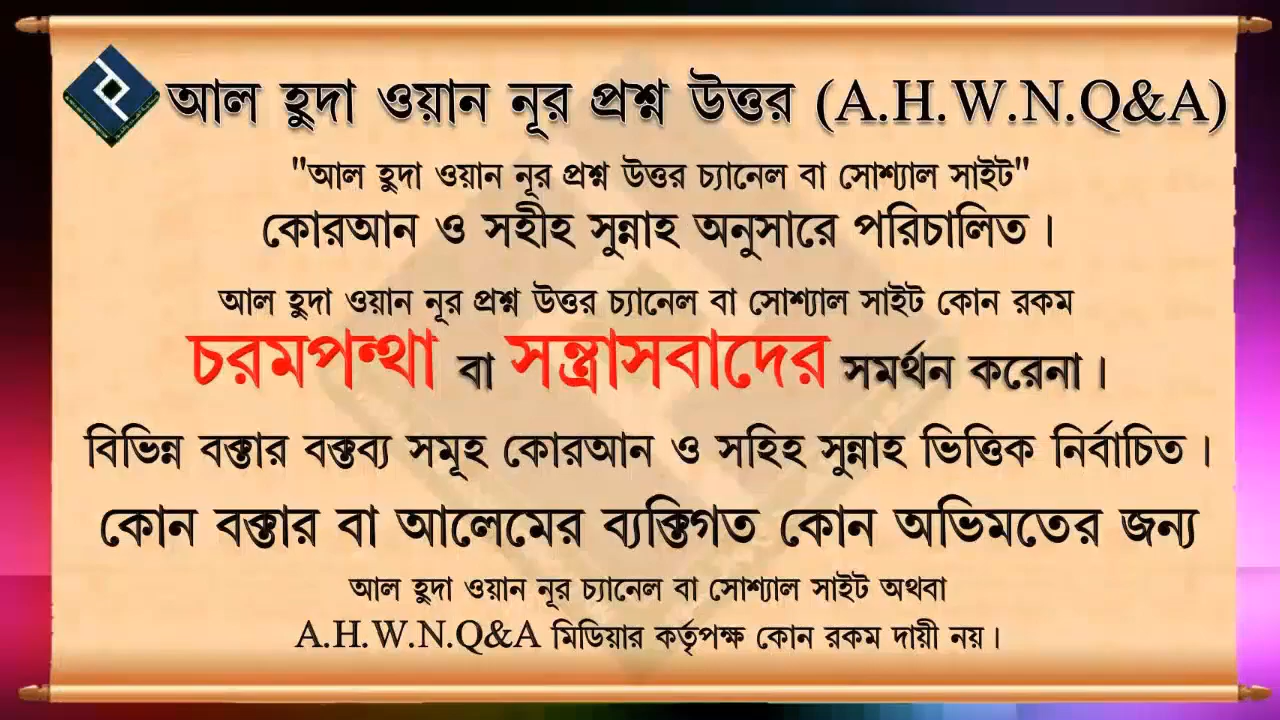 আল হুদা ওয়ান নূর প্রশ্ন উত্তর (A.H.W.N.Q&A)
"আল হুদা ওয়ান নূর প্রশ্ন উত্তর চ্যানেল বা সোশ্যাল সাইট"
কোরআন ও সহীহ সুন্নাহ অনুসারে পরিচালিত।
আল হুদা ওয়ান নূর প্রশ্ন উত্তর চ্যানেল বা সোশ্যাল সাইট কোন রকম
চরমপন্থা বা সন্ত্রাসবাদের সমর্থন করেনা।
বিভিন্ন বক্তার বক্তব্য সমূহ কোরআন ও সহিহ সুন্নাহ ভিত্তিক নির্বাচিত।
কোন বক্তার বা আলেমের ব্যক্তিগত কোন অভিমতের জন্য
আল হুদা ওয়ান নূর চ্যানেল বা সোশ্যাল সাইট অথবা
A.H.W.N.Q&A মিডিয়ার কর্তৃপক্ষ কোন রকম দায়ী নয়।